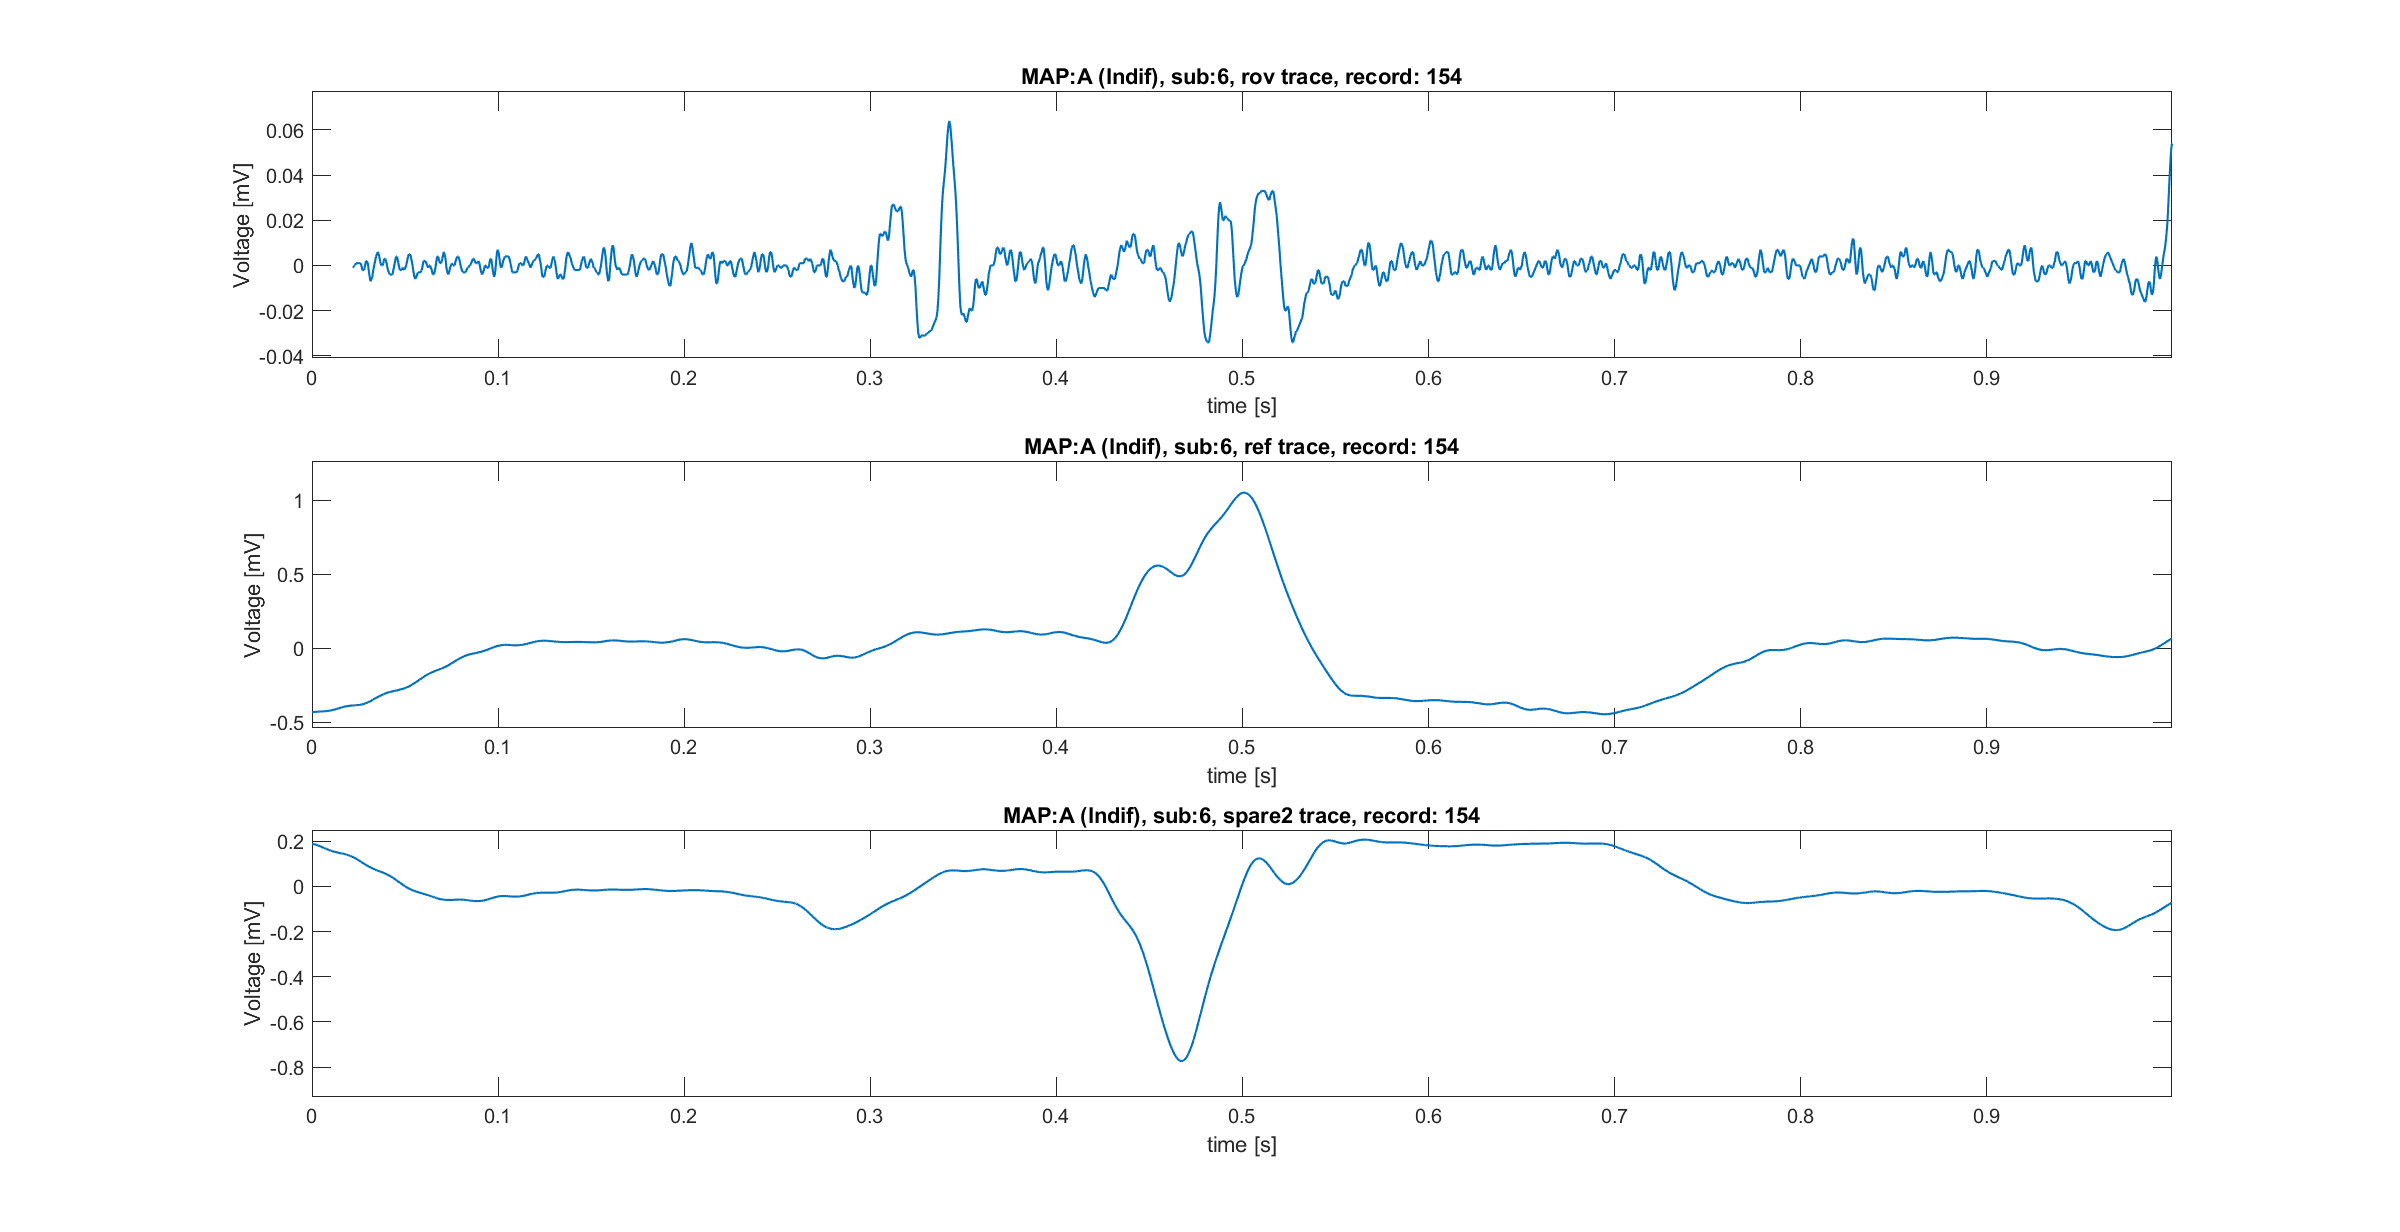 MAP:A (Indif), sub:6, rov trace, record: 154
Voltage [mV]
0.06
0.04
0.02
0
-0.02
-0.04
0 0.1 0.2 0.3 0.4 0.5 0.6 0.7 0.8 0.9
time [s]
MAP:A (Indif), sub:6, ref trace, record: 154
Voltage [mV]
1
0.5
0
-0.5
0 0.1 0.2 0.3 0.4 0.5 0.6 0.7 0.8 0.9
time [s]
MAP:A (Indif), sub:6, spare2 trace, record: 154
Voltage [mV]
0.2
0
-0.2
-0.4
-0.6
-0.8
0 0.1 0.2 0.3 0.4 0.5 0.6 0.7 0.8 0.9
time [s]